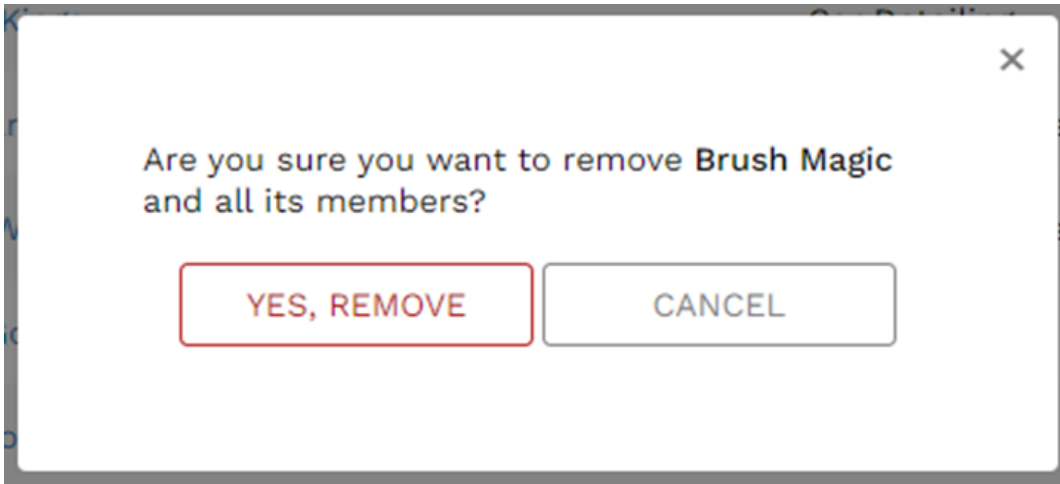 Are you sure you want to remove Brush Magic
and all its members?
YES, REMOVE
CANCEL